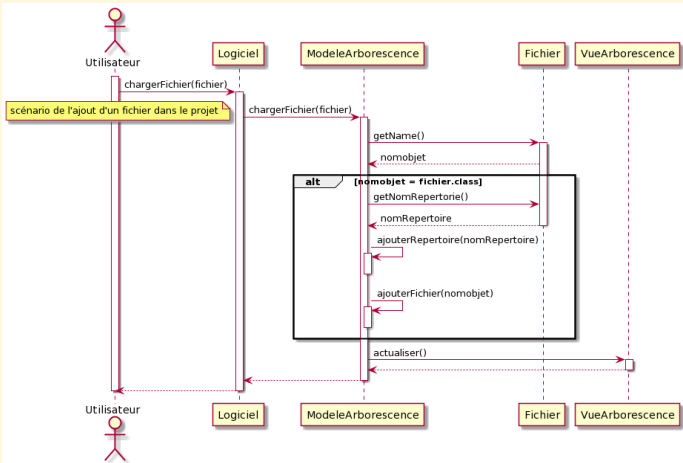 Utilisateur
Logiciel
ModeleArborescence
Fichier
VueArborescence
chargerFichier(fichier)
scénario de l'ajout d'un fichier dans le projet
chargerFichier(fichier)
getName()
nomobjet
alt
[nomobjet = fichier.class]
getNomRepertorie()
nomRepertoire
ajouterRepertoire(nomRepertoire)
ajouterFichier(nomobjet)
actualiser()
Utilisateur
Logiciel
ModeleArborescence
Fichier
VueArborescence